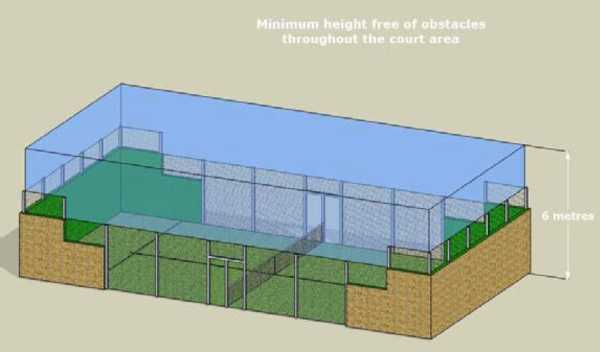 Minimum height free of obstacles
throughout the court area
6 metres